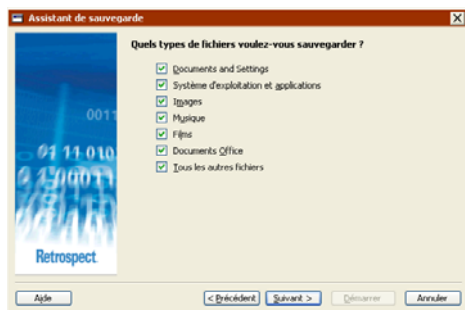 Assistant de sauvegarde
Quels types de fichiers voulez-vous sauvegarder ?
Documents and Settings
Système d'exploitation et applications
Images
Musique
Films
Documents Office
Tous les autres fichiers
Retrospect
Aide
< Précédent
Suivant >
Démarrer
Annuler